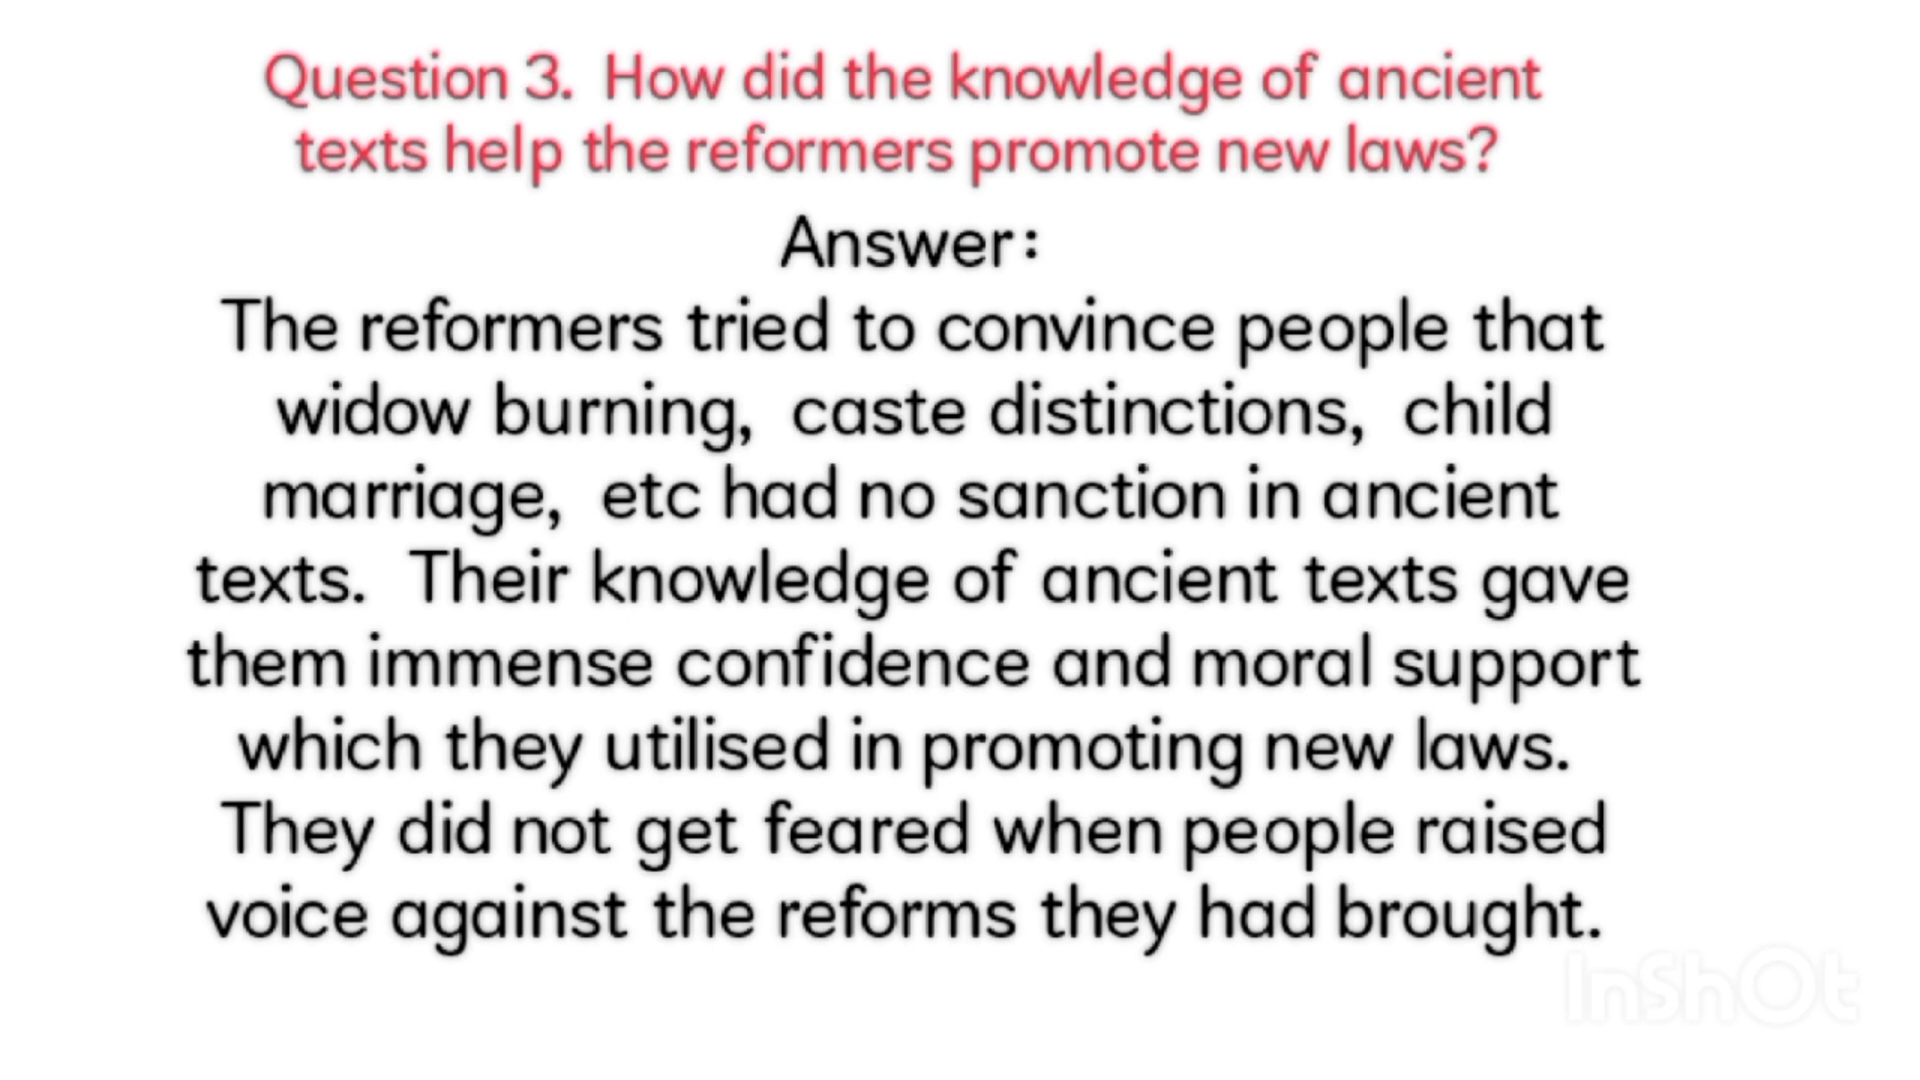 Question 3. How did the knowledge of ancient
texts help the reformers promote new laws?
Answer:
The reformers tried to convince people that
widow burning, caste distinctions, child
marriage, etc had no sanction in ancient
texts. Their knowledge of ancient texts gave
them immense confidence and moral support
which they utilised in promoting new laws.
They did not get feared when people raised
voice against the reforms they had brought.
InShOt